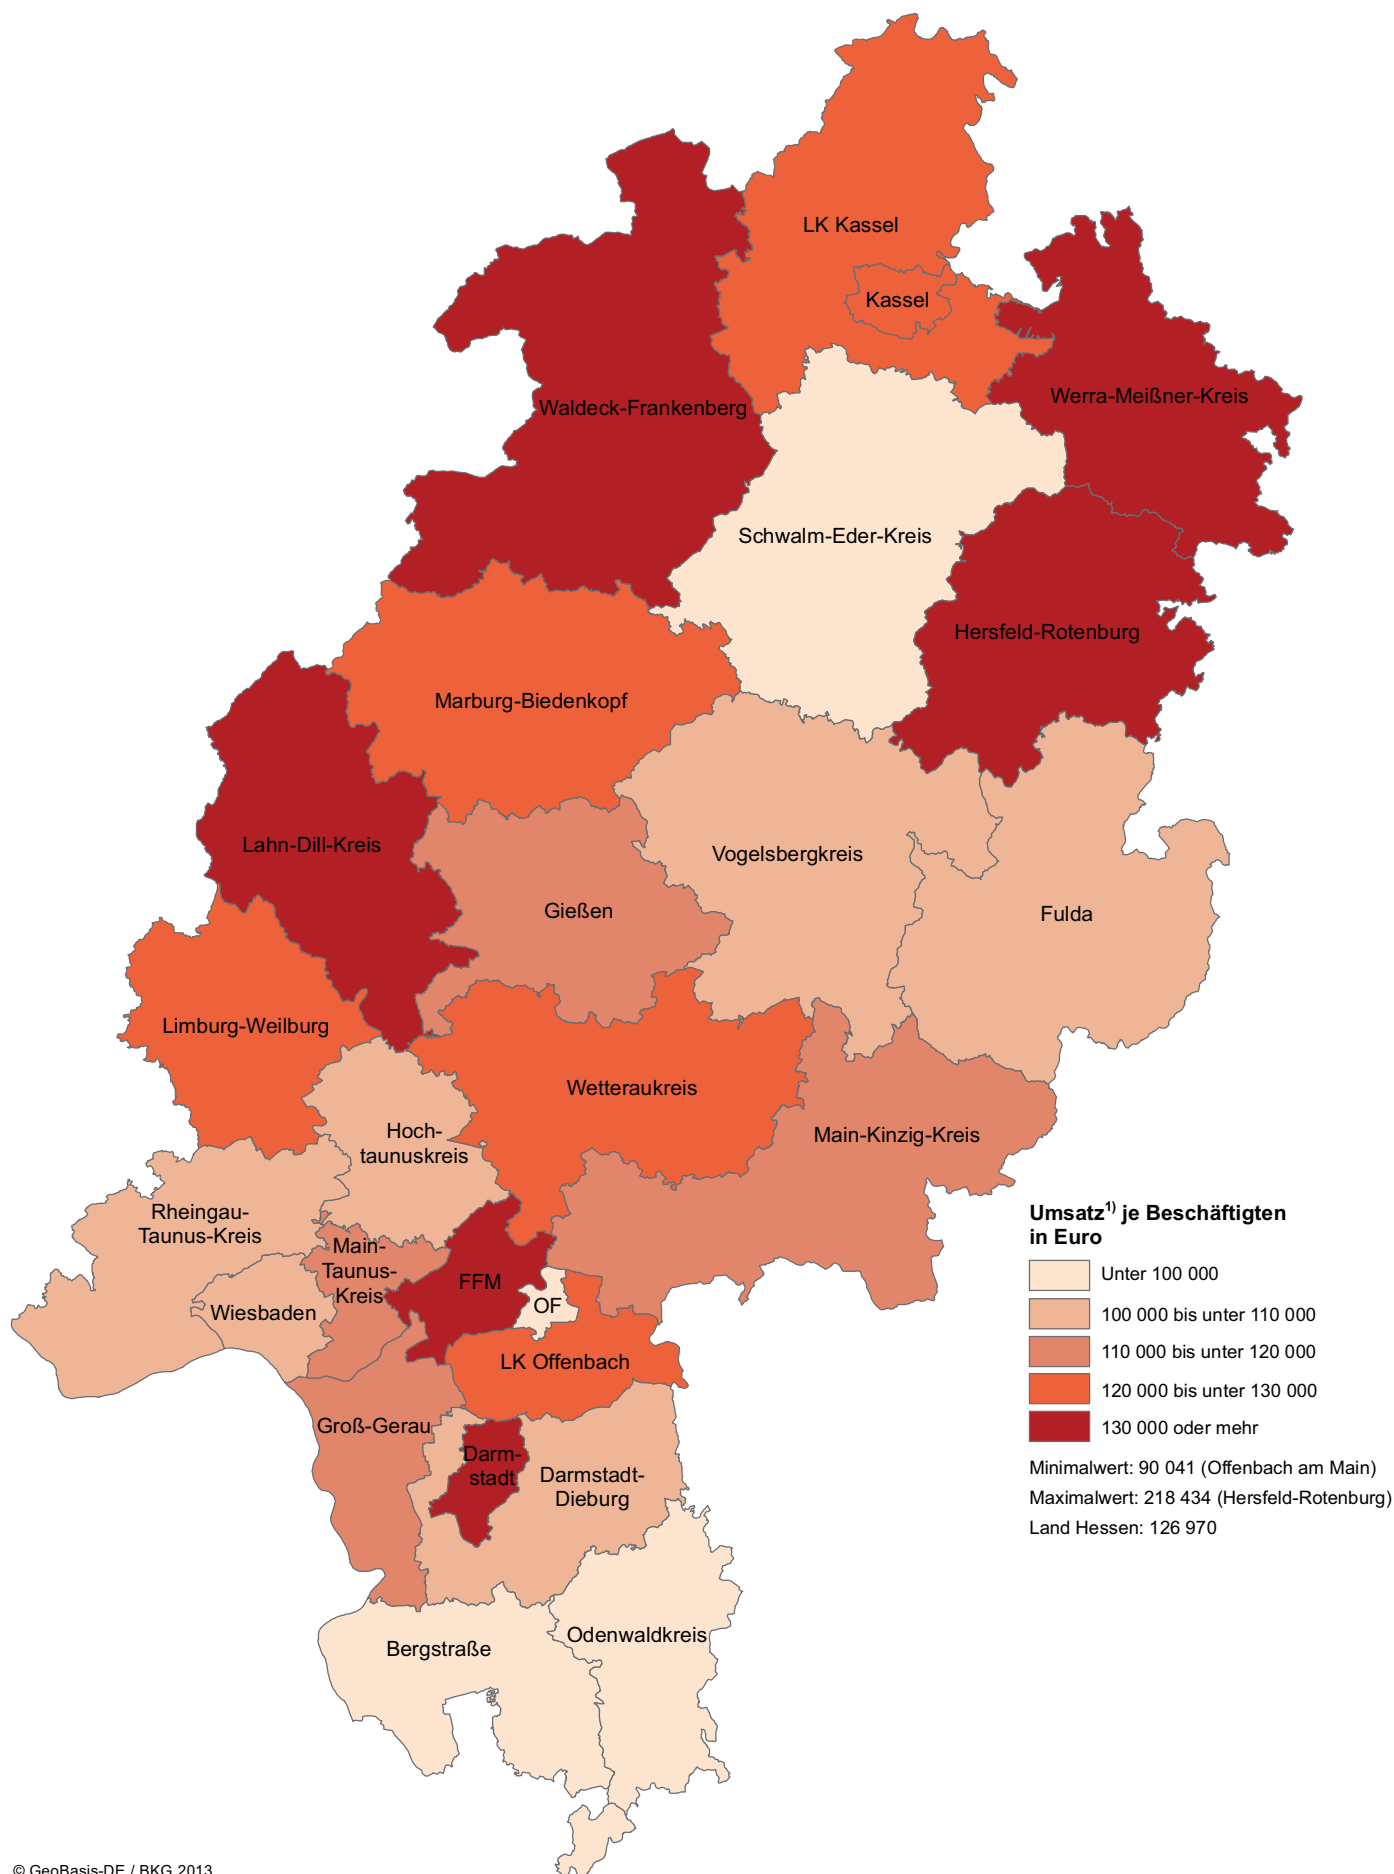 LK Kassel
Kassel
Waldeck-Frankenberg
Werra-Meißner-Kreis
Schwalm-Eder-Kreis
Hersfeld-Rotenburg
Marburg-Biedenkopf
Lahn-Dill-Kreis
Vogelsbergkreis
Gießen
Fulda
Limburg-Weilburg
Wetteraukreis
Hoch-
taunuskreis
Main-Kinzig-Kreis
Rheingau-
Taunus-Kreis
Main-
Taunus-
Kreis
FFM
OF
Wiesbaden
LK Offenbach
Groß-Gerau
Darm-
stadt
Darmstadt-
Dieburg
Bergstraße
Odenwaldkreis
Umsatz1) je Beschäftigten
in Euro
Unter 100 000
100 000 bis unter 110 000
110 000 bis unter 120 000
120 000 bis unter 130 000
130 000 oder mehr
Minimalwert: 90 041 (Offenbach am Main)
Maximalwert: 218 434 (Hersfeld-Rotenburg)
Land Hessen: 126 970
© GeoBasis-DE / BKG 2013